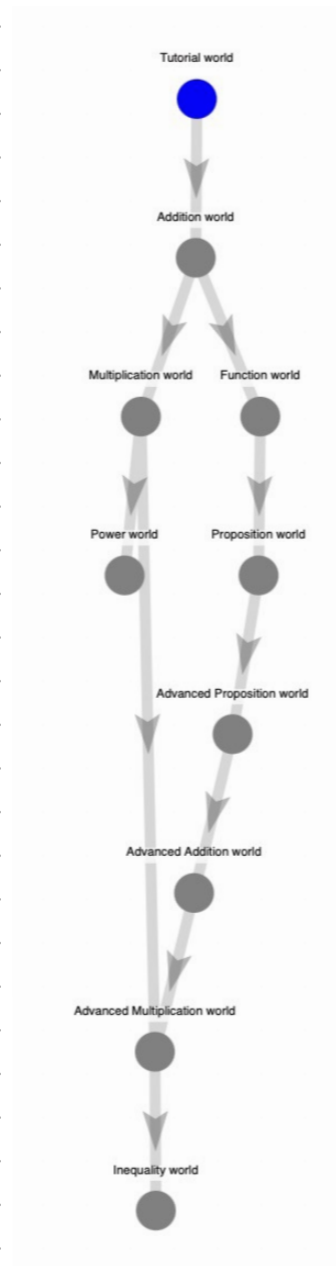 Tutorial world
Addition world
Multiplication world
Function world
Power world
Proposition world
Advanced Proposition world
Advanced Addition world
Advanced Multiplication world
Inequality world